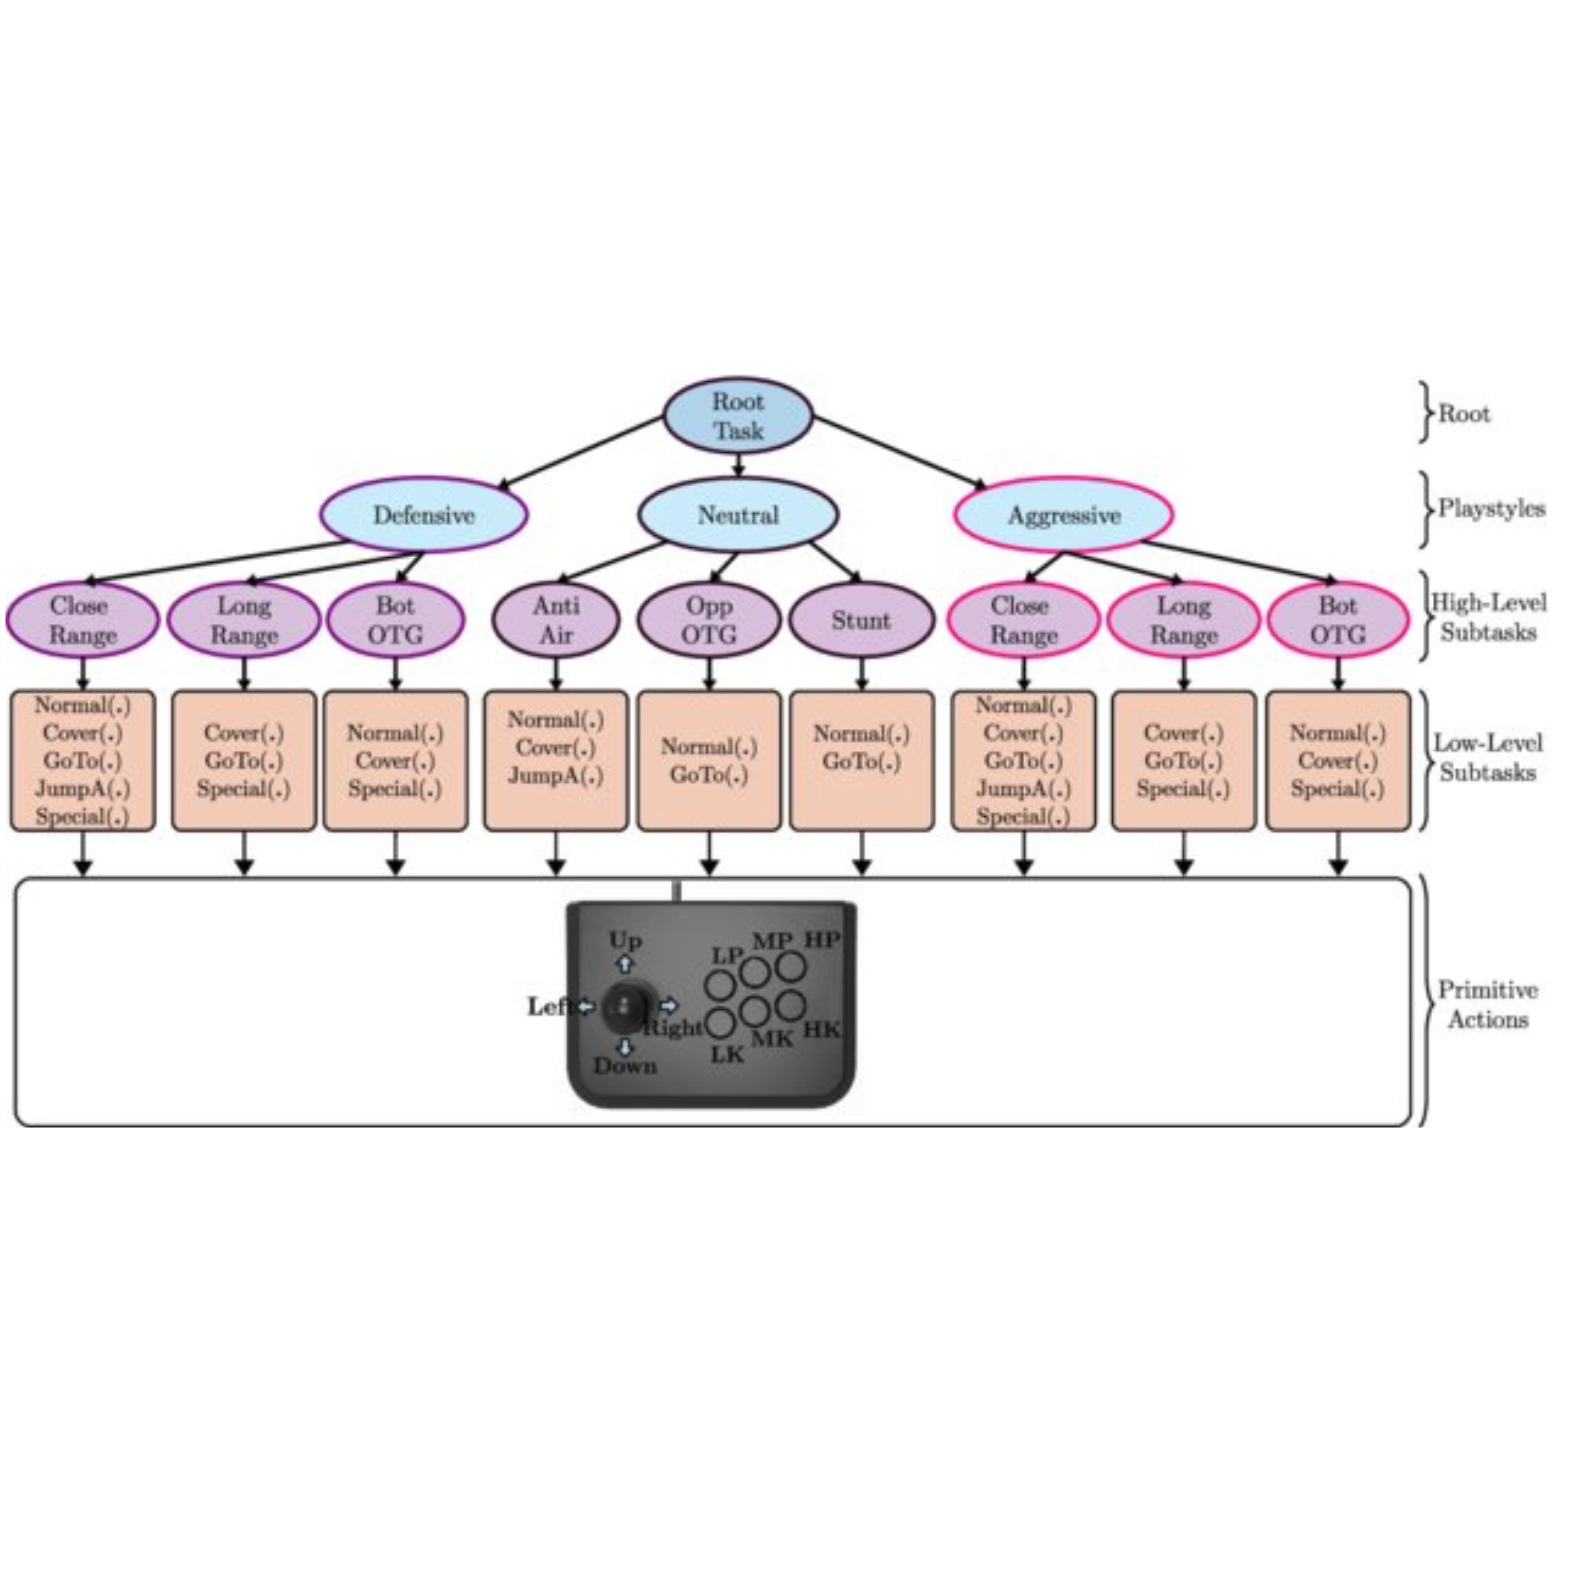 Root
Task
Root
Defensive
Neutral
Aggressive
Playstyles
Close
Range
Long
Range
Bot
OTG
Anti
Air
Opp
OTG
Stunt
Close
Range
Long
Range
Bot
OTG
High-Level
Subtasks
Normal(.)
Cover(.)
GoTo(.)
JumpA(.)
Special(.)
Cover(.)
GoTo(.)
Special(.)
Normal(.)
Cover(.)
Special(.)
Normal(.)
Cover(.)
JumpA(.)
Normal(.)
GoTo(.)
Normal(.)
GoTo(.)
Normal(.)
Cover(.)
GoTo(.)
JumpA(.)
Special(.)
Cover(.)
GoTo(.)
Special(.)
Normal(.)
Cover(.)
Special(.)
Low-Level
Subtasks
Up
Left
Right
Down
LP
MP
HP
LK
MK
HK
Primitive
Actions